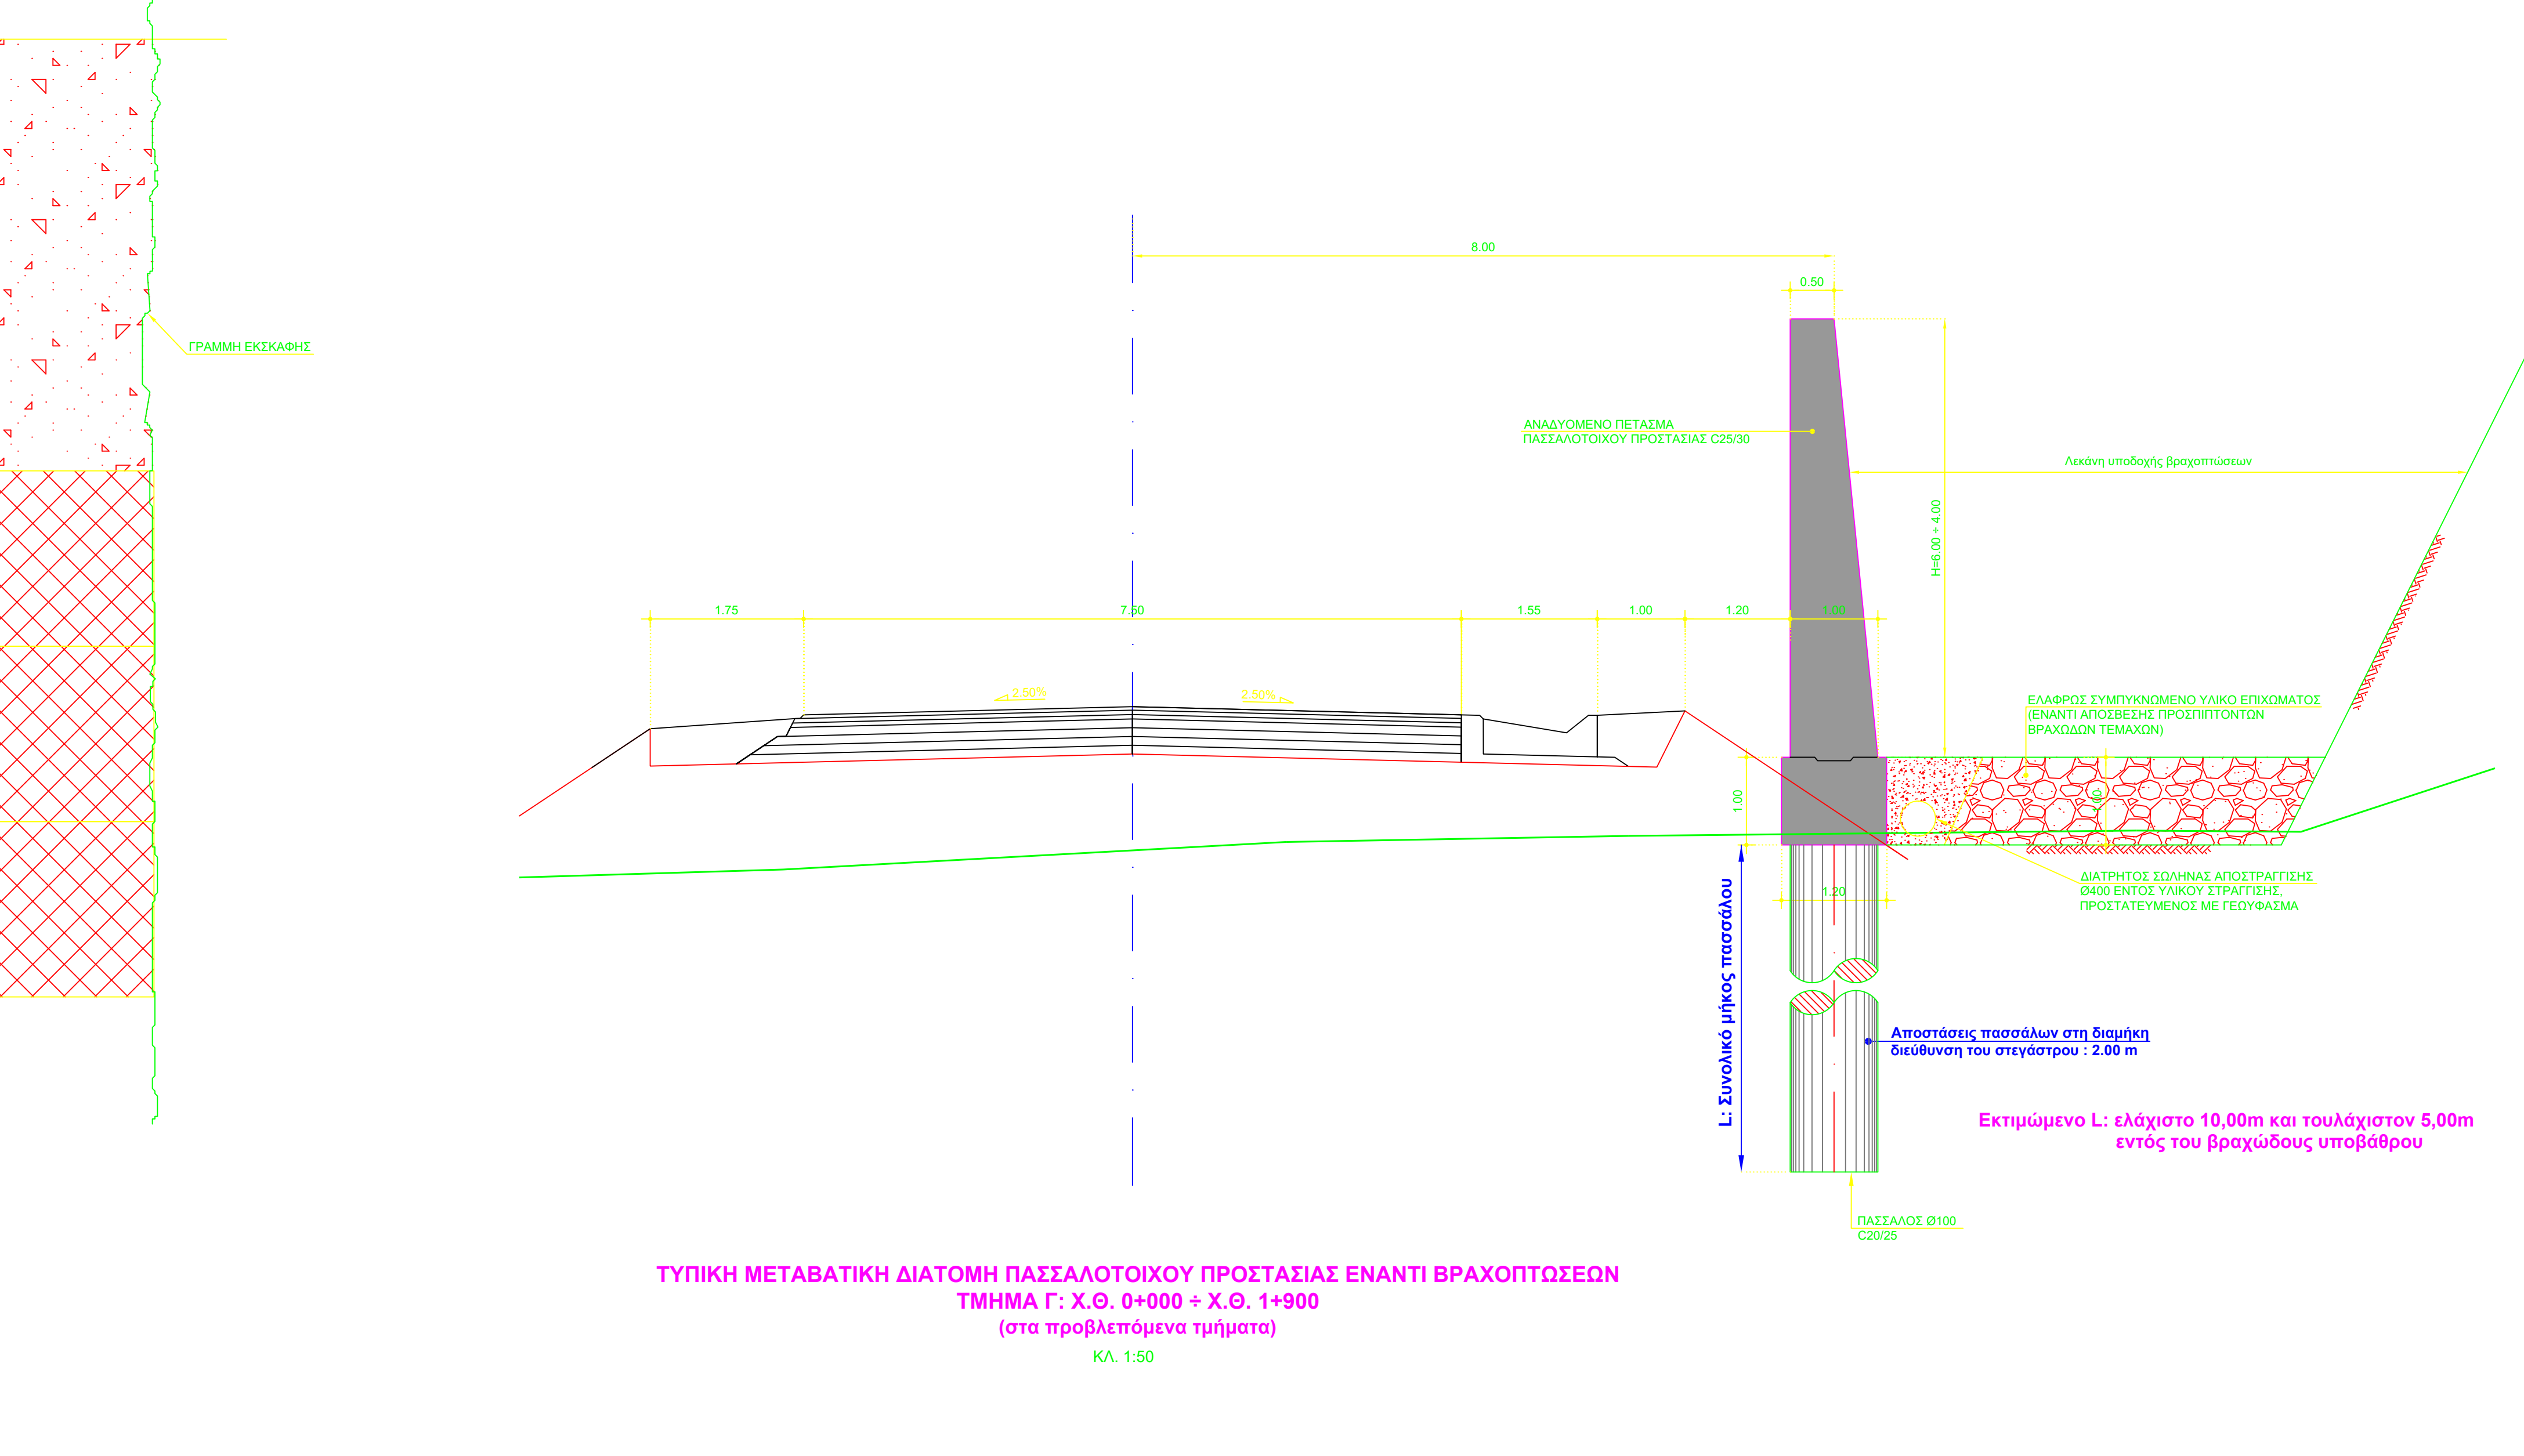 8.00
0.50
ΓΡΑΜΜΗ ΕΚΣΚΑΦΗΣ
ΑΝΑΔΥΟΜΕΝΟ ΠΕΤΑΣΜΑ
ΠΑΣΣΑΛΟΤΟΙΧΟΥ ΠΡΟΣΤΑΣΙΑΣ C25/30
Λεκάνη υποδοχής βραχοπτώσεων
H=6.00 ÷ 4.00
1.75
7.50
1.55
1.00
1.20
1.00
2.50%
2.50%
ΕΛΑΦΡΩΣ ΣΥΜΠΥΚΝΩΜΕΝΟ ΥΛΙΚΟ ΕΠΙΧΩΜΑΤΟΣ
(ΕΝΑΝΤΙ ΑΠΟΣΒΕΣΗΣ ΠΡΟΣΠΙΠΤΟΝΤΩΝ
ΒΡΑΧΩΔΩΝ ΤΕΜΑΧΩΝ)
1.00
1.00
ΔΙΑΤΡΗΤΟΣ ΣΩΛΗΝΑΣ ΑΠΟΣΤΡΑΓΓΙΣΗΣ
Ø400 ΕΝΤΟΣ ΥΛΙΚΟΥ ΣΤΡΑΓΓΙΣΗΣ,
ΠΡΟΣΤΑΤΕΥΜΕΝΟΣ ΜΕ ΓΕΩΥΦΑΣΜΑ
1.20
L: Συνολικό μήκος πασσάλου
Αποστάσεις πασσάλων στη διαμήκη
διεύθυνση του στεγάστρου : 2.00 m
Εκτιμώμενο L: ελάχιστο 10,00m και τουλάχιστον 5,00m
εντός του βραχώδους υποβάθρου
ΠΑΣΣΑΛΟΣ Ø100
C20/25
ΤΥΠΙΚΗ ΜΕΤΑΒΑΤΙΚΗ ΔΙΑΤΟΜΗ ΠΑΣΣΑΛΟΤΟΙΧΟΥ ΠΡΟΣΤΑΣΙΑΣ ΕΝΑΝΤΙ ΒΡΑΧΟΠΤΩΣΕΩΝ
ΤΜΗΜΑ Γ: Χ.Θ. 0+000 ÷ Χ.Θ. 1+900
(στα προβλεπόμενα τμήματα)
ΚΛ. 1:50